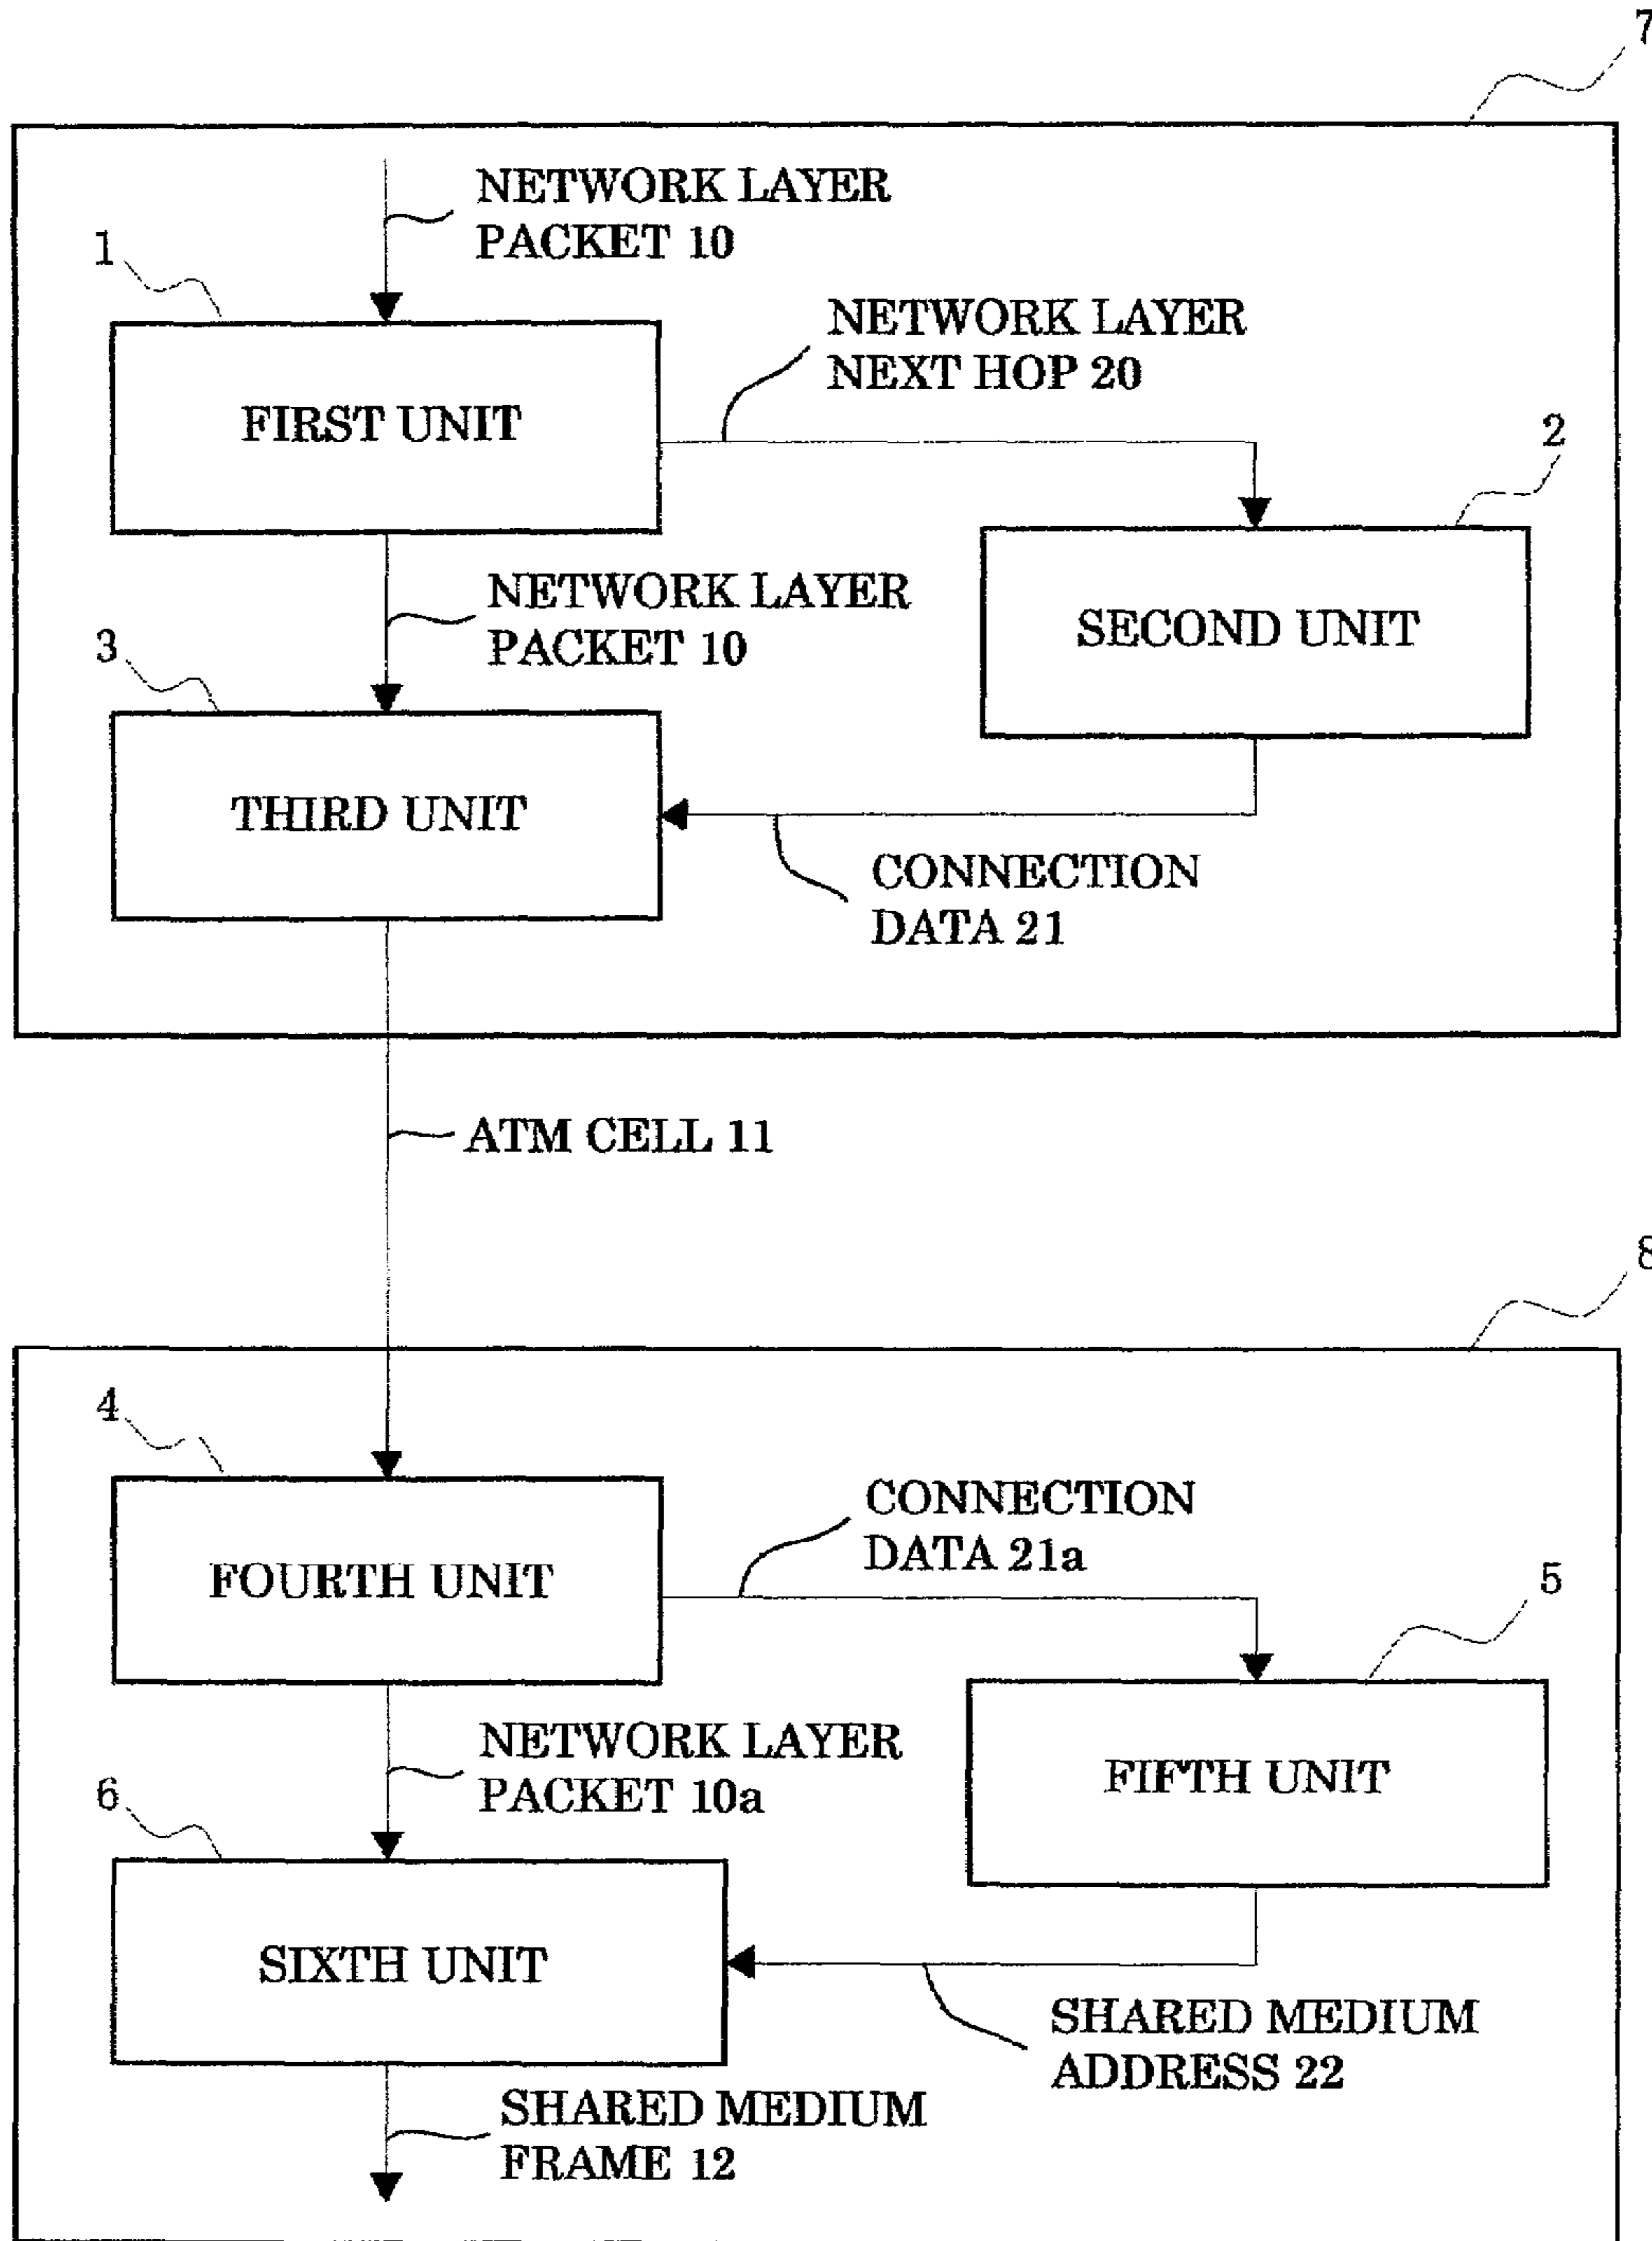 7
NETWORK LAYER
PACKET 10
1
NETWORK LAYER
NEXT HOP 20
FIRST UNIT
2
NETWORK LAYER
PACKET 10
SECOND UNIT
3
THIRD UNIT
CONNECTION
DATA 21
ATM CELL 11
8
4
CONNECTION
DATA 21a
FOURTH UNIT
5
NETWORK LAYER
PACKET 10a
FIFTH UNIT
6
SIXTH UNIT
SHARED MEDIUM
ADDRESS 22
SHARED MEDIUM
FRAME 12